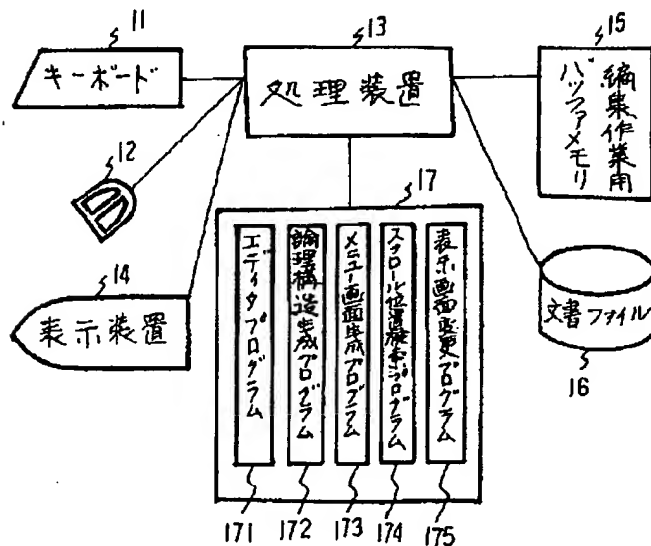 11
キーボード
12
13
処理装置
14
表示装置
15
編集作業用
バッファメモリ
文書ファイル
16
17
エディタプログラム
論理構造生成プログラム
メニュー画面生成プログラム
スクロール位置検索プログラム
表示画面変更プログラム
171
172
173
174
175